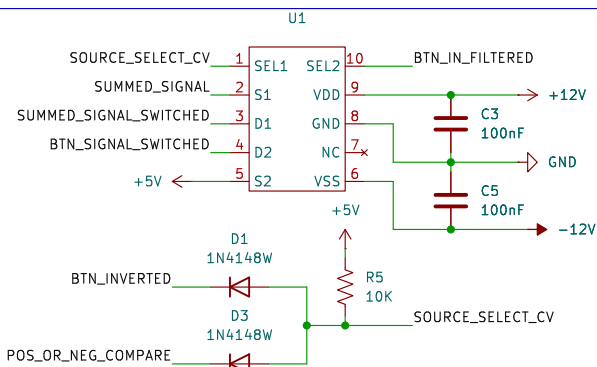 U1
SOURCE_SELECT_CV 1 SEL1 SEL2 10 BTN_IN_FILTERED
SUMMED_SIGNAL 2 S1 VDD 9 +12V
SUMMED_SIGNAL_SWITCHED 3 D1 GND 8
C3
100nF
BTN_SIGNAL_SWITCHED 4 D2 NC 7
GND
+5V 5 S2 VSS 6
C5
100nF
-12V
+5V
D1
1N4148W
BTN_INVERTED
R5
10K
D3
1N4148W
SOURCE_SELECT_CV
POS_OR_NEG_COMPARE